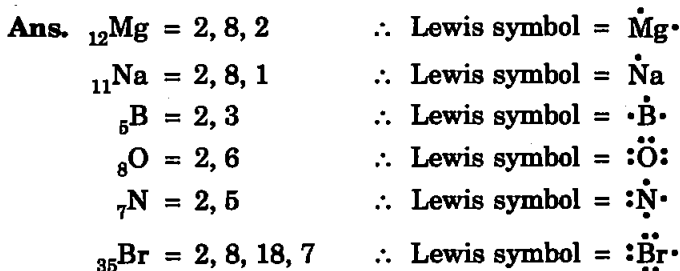 Ans. ₁₂Mg = 2, 8, 2 ∴ Lewis symbol = Ṁg·
₁₁Na = 2, 8, 1 ∴ Lewis symbol = Ṅa
₅B = 2, 3 ∴ Lewis symbol = ·Ḃ·
₈O = 2, 6 ∴ Lewis symbol = :Ö:
₇N = 2, 5 ∴ Lewis symbol = :Ṇ̇·
₃₅Br = 2, 8, 18, 7 ∴ Lewis symbol = :B̤̈r·